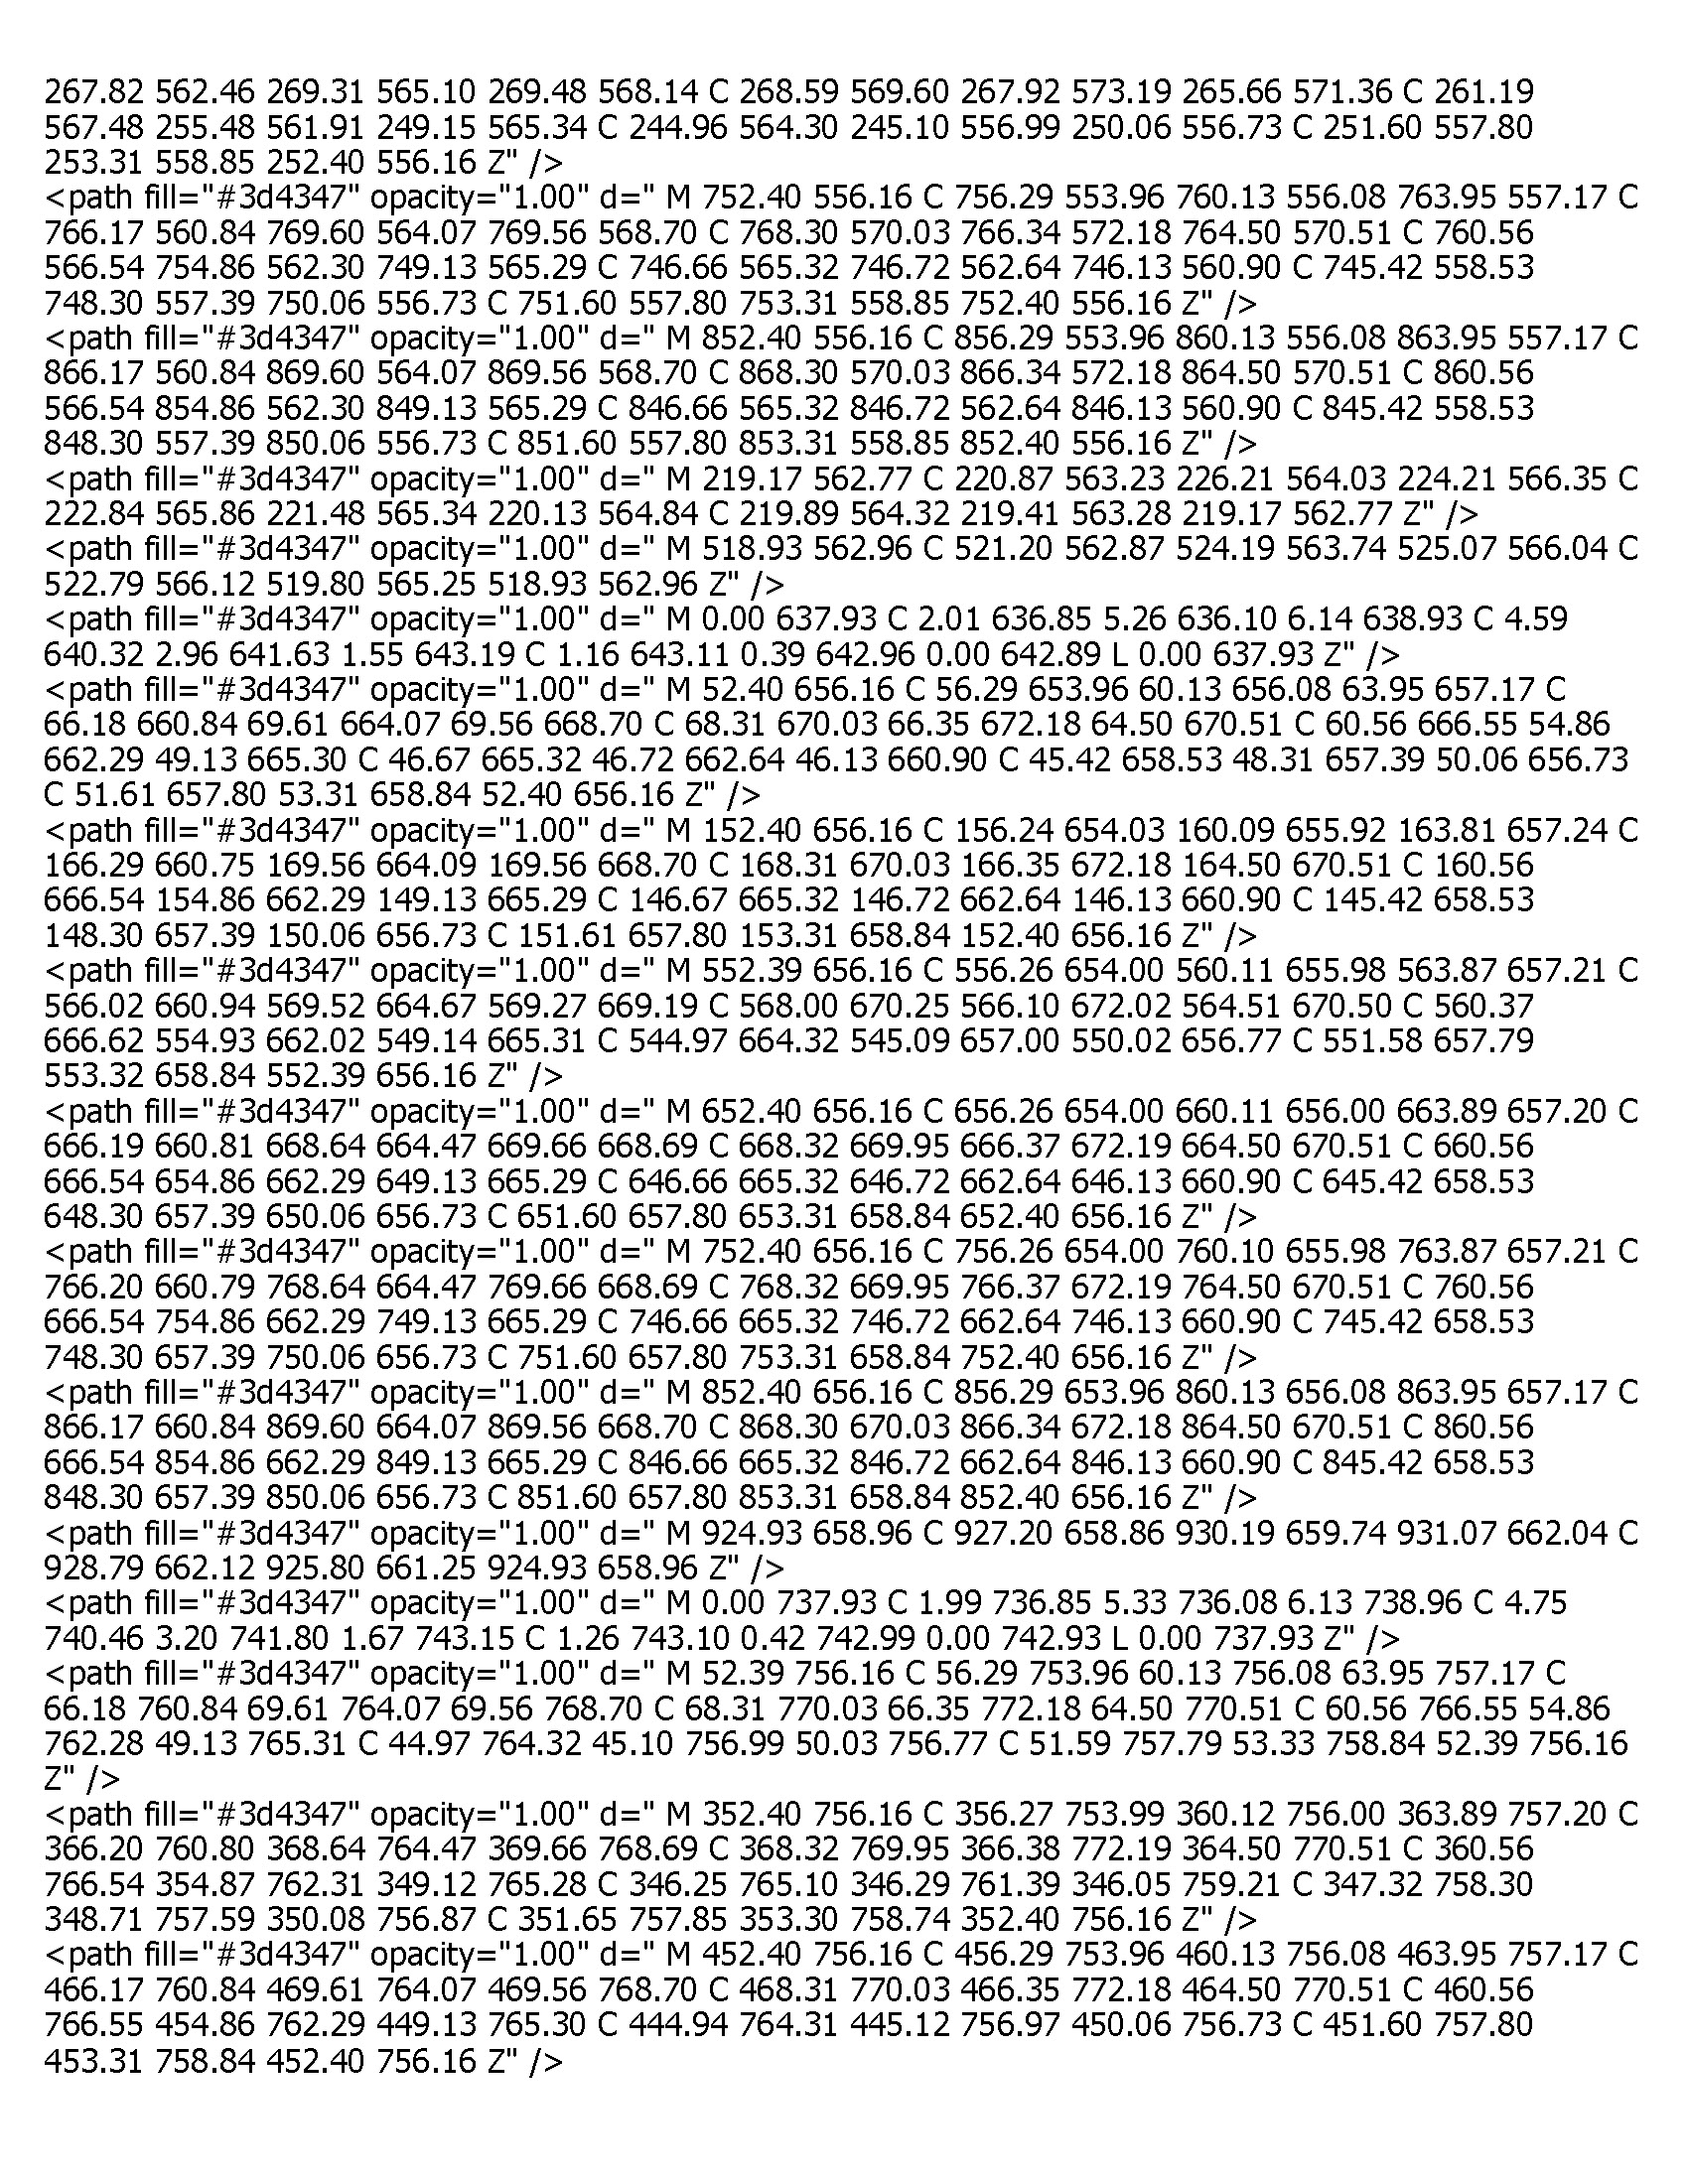 267.82 562.46 269.31 565.10 269.48 568.14 C 268.59 569.60 267.92 573.19 265.66 571.36 C 261.19
567.48 255.48 561.91 249.15 565.34 C 244.96 564.30 245.10 556.99 250.06 556.73 C 251.60 557.80
253.31 558.85 252.40 556.16 Z" />
<path fill="#3d4347" opacity="1.00" d=" M 752.40 556.16 C 756.29 553.96 760.13 556.08 763.95 557.17 C
766.17 560.84 769.60 564.07 769.56 568.70 C 768.30 570.03 766.34 572.18 764.50 570.51 C 760.56
566.54 754.86 562.30 749.13 565.29 C 746.66 565.32 746.72 562.64 746.13 560.90 C 745.42 558.53
748.30 557.39 750.06 556.73 C 751.60 557.80 753.31 558.85 752.40 556.16 Z" />
<path fill="#3d4347" opacity="1.00" d=" M 852.40 556.16 C 856.29 553.96 860.13 556.08 863.95 557.17 C
866.17 560.84 869.60 564.07 869.56 568.70 C 868.30 570.03 866.34 572.18 864.50 570.51 C 860.56
566.54 854.86 562.30 849.13 565.29 C 846.66 565.32 846.72 562.64 846.13 560.90 C 845.42 558.53
848.30 557.39 850.06 556.73 C 851.60 557.80 853.31 558.85 852.40 556.16 Z" />
<path fill="#3d4347" opacity="1.00" d=" M 219.17 562.77 C 220.87 563.23 226.21 564.03 224.21 566.35 C
222.84 565.86 221.48 565.34 220.13 564.84 C 219.89 564.32 219.41 563.28 219.17 562.77 Z" />
<path fill="#3d4347" opacity="1.00" d=" M 518.93 562.96 C 521.20 562.87 524.19 563.74 525.07 566.04 C
522.79 566.12 519.80 565.25 518.93 562.96 Z" />
<path fill="#3d4347" opacity="1.00" d=" M 0.00 637.93 C 2.01 636.85 5.26 636.10 6.14 638.93 C 4.59
640.32 2.96 641.63 1.55 643.19 C 1.16 643.11 0.39 642.96 0.00 642.89 L 0.00 637.93 Z" />
<path fill="#3d4347" opacity="1.00" d=" M 52.40 656.16 C 56.29 653.96 60.13 656.08 63.95 657.17 C
66.18 660.84 69.61 664.07 69.56 668.70 C 68.31 670.03 66.35 672.18 64.50 670.51 C 60.56 666.55 54.86
662.29 49.13 665.30 C 46.67 665.32 46.72 662.64 46.13 660.90 C 45.42 658.53 48.31 657.39 50.06 656.73
C 51.61 657.80 53.31 658.84 52.40 656.16 Z" />
<path fill="#3d4347" opacity="1.00" d=" M 152.40 656.16 C 156.24 654.03 160.09 655.92 163.81 657.24 C
166.29 660.75 169.56 664.09 169.56 668.70 C 168.31 670.03 166.35 672.18 164.50 670.51 C 160.56
666.54 154.86 662.29 149.13 665.29 C 146.67 665.32 146.72 662.64 146.13 660.90 C 145.42 658.53
148.30 657.39 150.06 656.73 C 151.61 657.80 153.31 658.84 152.40 656.16 Z" />
<path fill="#3d4347" opacity="1.00" d=" M 552.39 656.16 C 556.26 654.00 560.11 655.98 563.87 657.21 C
566.02 660.94 569.52 664.67 569.27 669.19 C 568.00 670.25 566.10 672.02 564.51 670.50 C 560.37
666.62 554.93 662.02 549.14 665.31 C 544.97 664.32 545.09 657.00 550.02 656.77 C 551.58 657.79
553.32 658.84 552.39 656.16 Z" />
<path fill="#3d4347" opacity="1.00" d=" M 652.40 656.16 C 656.26 654.00 660.11 656.00 663.89 657.20 C
666.19 660.81 668.64 664.47 669.66 668.69 C 668.32 669.95 666.37 672.19 664.50 670.51 C 660.56
666.54 654.86 662.29 649.13 665.29 C 646.66 665.32 646.72 662.64 646.13 660.90 C 645.42 658.53
648.30 657.39 650.06 656.73 C 651.60 657.80 653.31 658.84 652.40 656.16 Z" />
<path fill="#3d4347" opacity="1.00" d=" M 752.40 656.16 C 756.26 654.00 760.10 655.98 763.87 657.21 C
766.20 660.79 768.64 664.47 769.66 668.69 C 768.32 669.95 766.37 672.19 764.50 670.51 C 760.56
666.54 754.86 662.29 749.13 665.29 C 746.66 665.32 746.72 662.64 746.13 660.90 C 745.42 658.53
748.30 657.39 750.06 656.73 C 751.60 657.80 753.31 658.84 752.40 656.16 Z" />
<path fill="#3d4347" opacity="1.00" d=" M 852.40 656.16 C 856.29 653.96 860.13 656.08 863.95 657.17 C
866.17 660.84 869.60 664.07 869.56 668.70 C 868.30 670.03 866.34 672.18 864.50 670.51 C 860.56
666.54 854.86 662.29 849.13 665.29 C 846.66 665.32 846.72 662.64 846.13 660.90 C 845.42 658.53
848.30 657.39 850.06 656.73 C 851.60 657.80 853.31 658.84 852.40 656.16 Z" />
<path fill="#3d4347" opacity="1.00" d=" M 924.93 658.96 C 927.20 658.86 930.19 659.74 931.07 662.04 C
928.79 662.12 925.80 661.25 924.93 658.96 Z" />
<path fill="#3d4347" opacity="1.00" d=" M 0.00 737.93 C 1.99 736.85 5.33 736.08 6.13 738.96 C 4.75
740.46 3.20 741.80 1.67 743.15 C 1.26 743.10 0.42 742.99 0.00 742.93 L 0.00 737.93 Z" />
<path fill="#3d4347" opacity="1.00" d=" M 52.39 756.16 C 56.29 753.96 60.13 756.08 63.95 757.17 C
66.18 760.84 69.61 764.07 69.56 768.70 C 68.31 770.03 66.35 772.18 64.50 770.51 C 60.56 766.55 54.86
762.28 49.13 765.31 C 44.97 764.32 45.10 756.99 50.03 756.77 C 51.59 757.79 53.33 758.84 52.39 756.16
Z" />
<path fill="#3d4347" opacity="1.00" d=" M 352.40 756.16 C 356.27 753.99 360.12 756.00 363.89 757.20 C
366.20 760.80 368.64 764.47 369.66 768.69 C 368.32 769.95 366.38 772.19 364.50 770.51 C 360.56
766.54 354.87 762.31 349.12 765.28 C 346.25 765.10 346.29 761.39 346.05 759.21 C 347.32 758.30
348.71 757.59 350.08 756.87 C 351.65 757.85 353.30 758.74 352.40 756.16 Z" />
<path fill="#3d4347" opacity="1.00" d=" M 452.40 756.16 C 456.29 753.96 460.13 756.08 463.95 757.17 C
466.17 760.84 469.61 764.07 469.56 768.70 C 468.31 770.03 466.35 772.18 464.50 770.51 C 460.56
766.55 454.86 762.29 449.13 765.30 C 444.94 764.31 445.12 756.97 450.06 756.73 C 451.60 757.80
453.31 758.84 452.40 756.16 Z" />